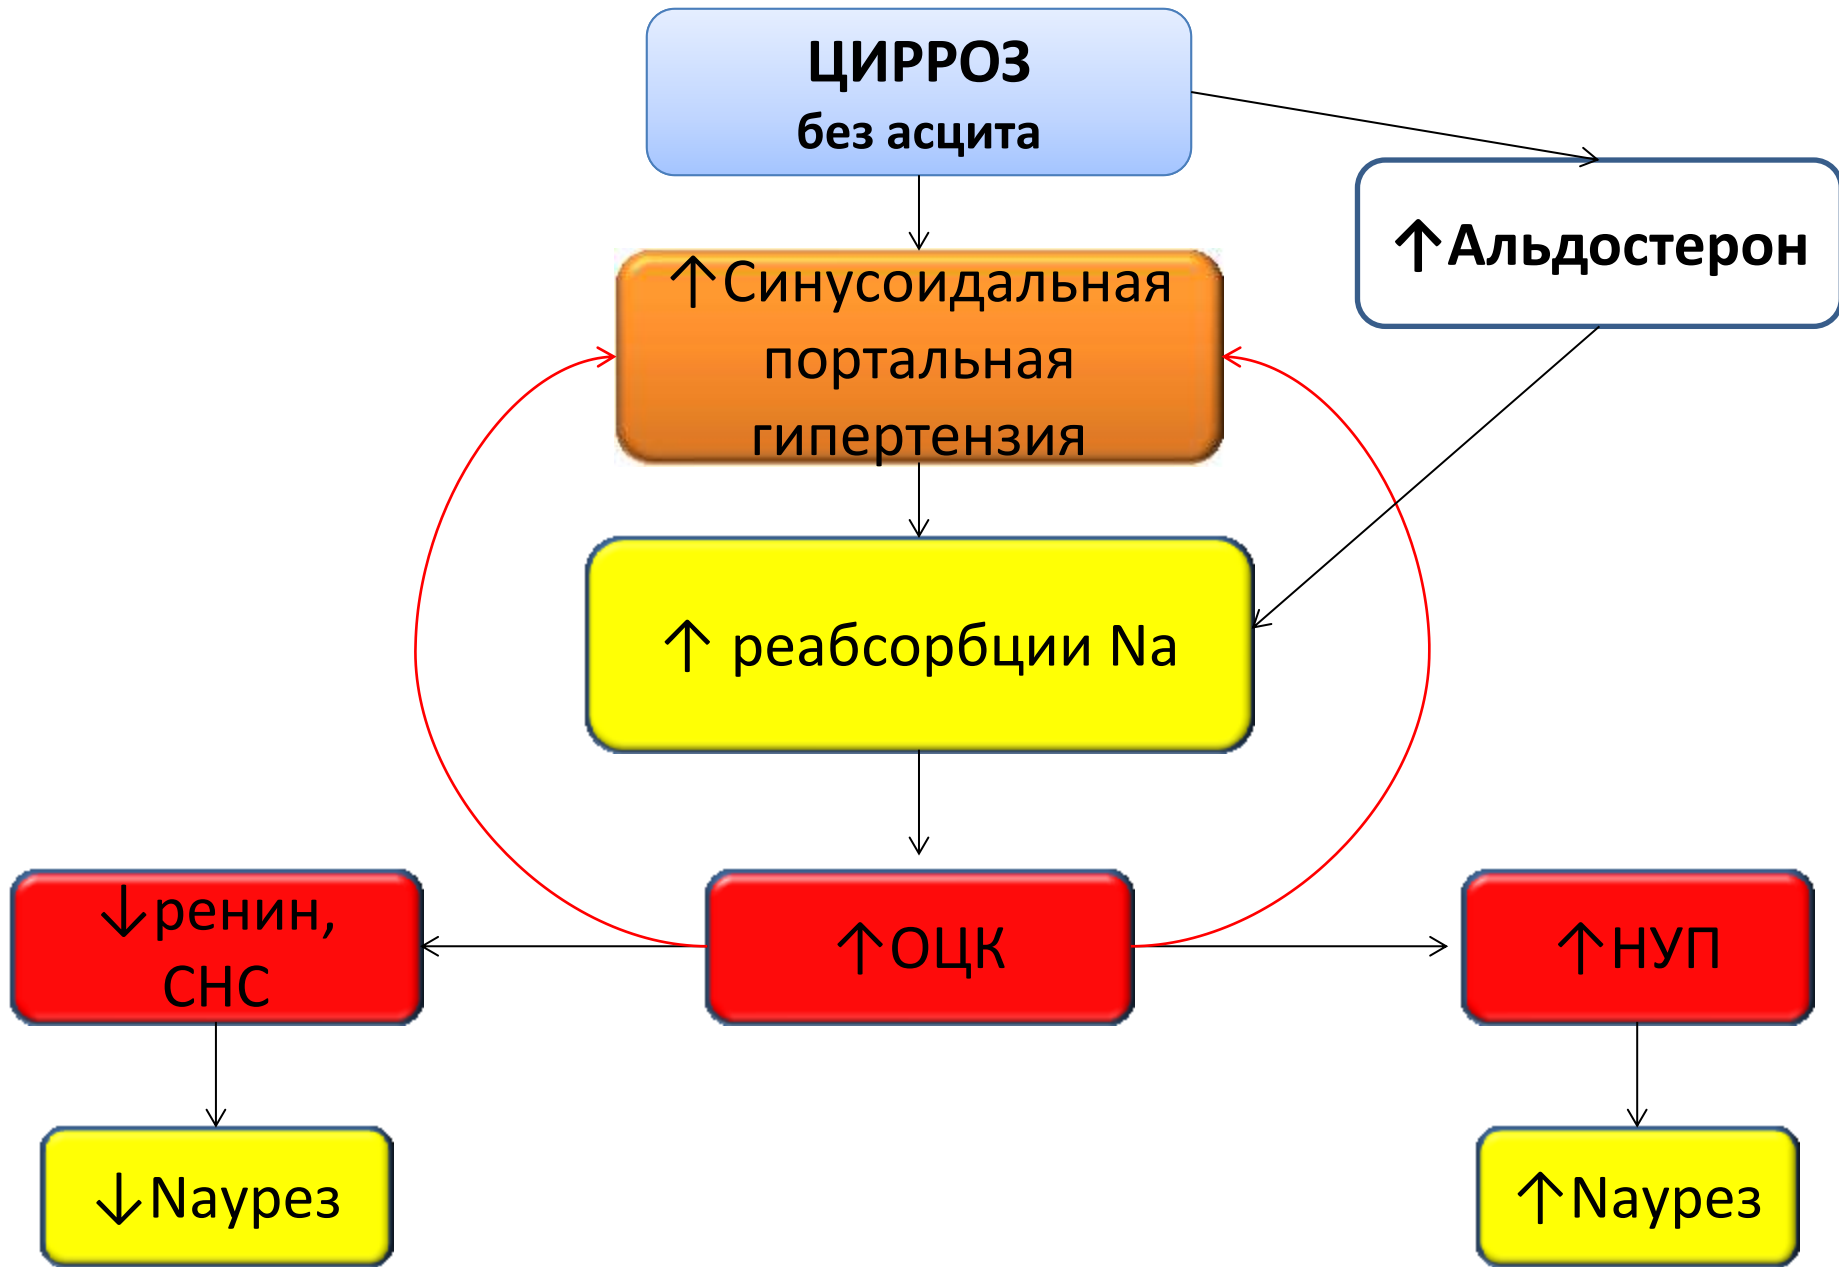 ЦИРРОЗ
без асцита
↑Альдостерон
↑Синусоидальная
портальная
гипертензия
↑ реабсорбции Na
↓ренин,
СНС
↑ОЦК
↑НУП
↓Naурез
↑Naурез